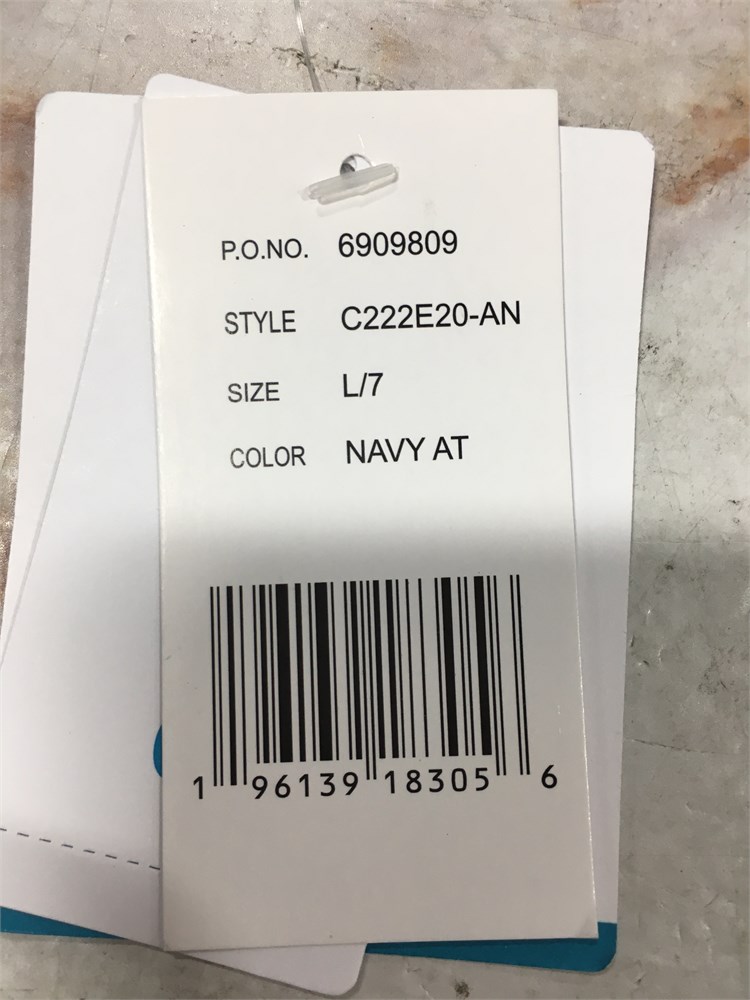 P.O.NO. 6909809
STYLE C222E20-AN
SIZE L/7
COLOR NAVY AT
1 96139 18305 6